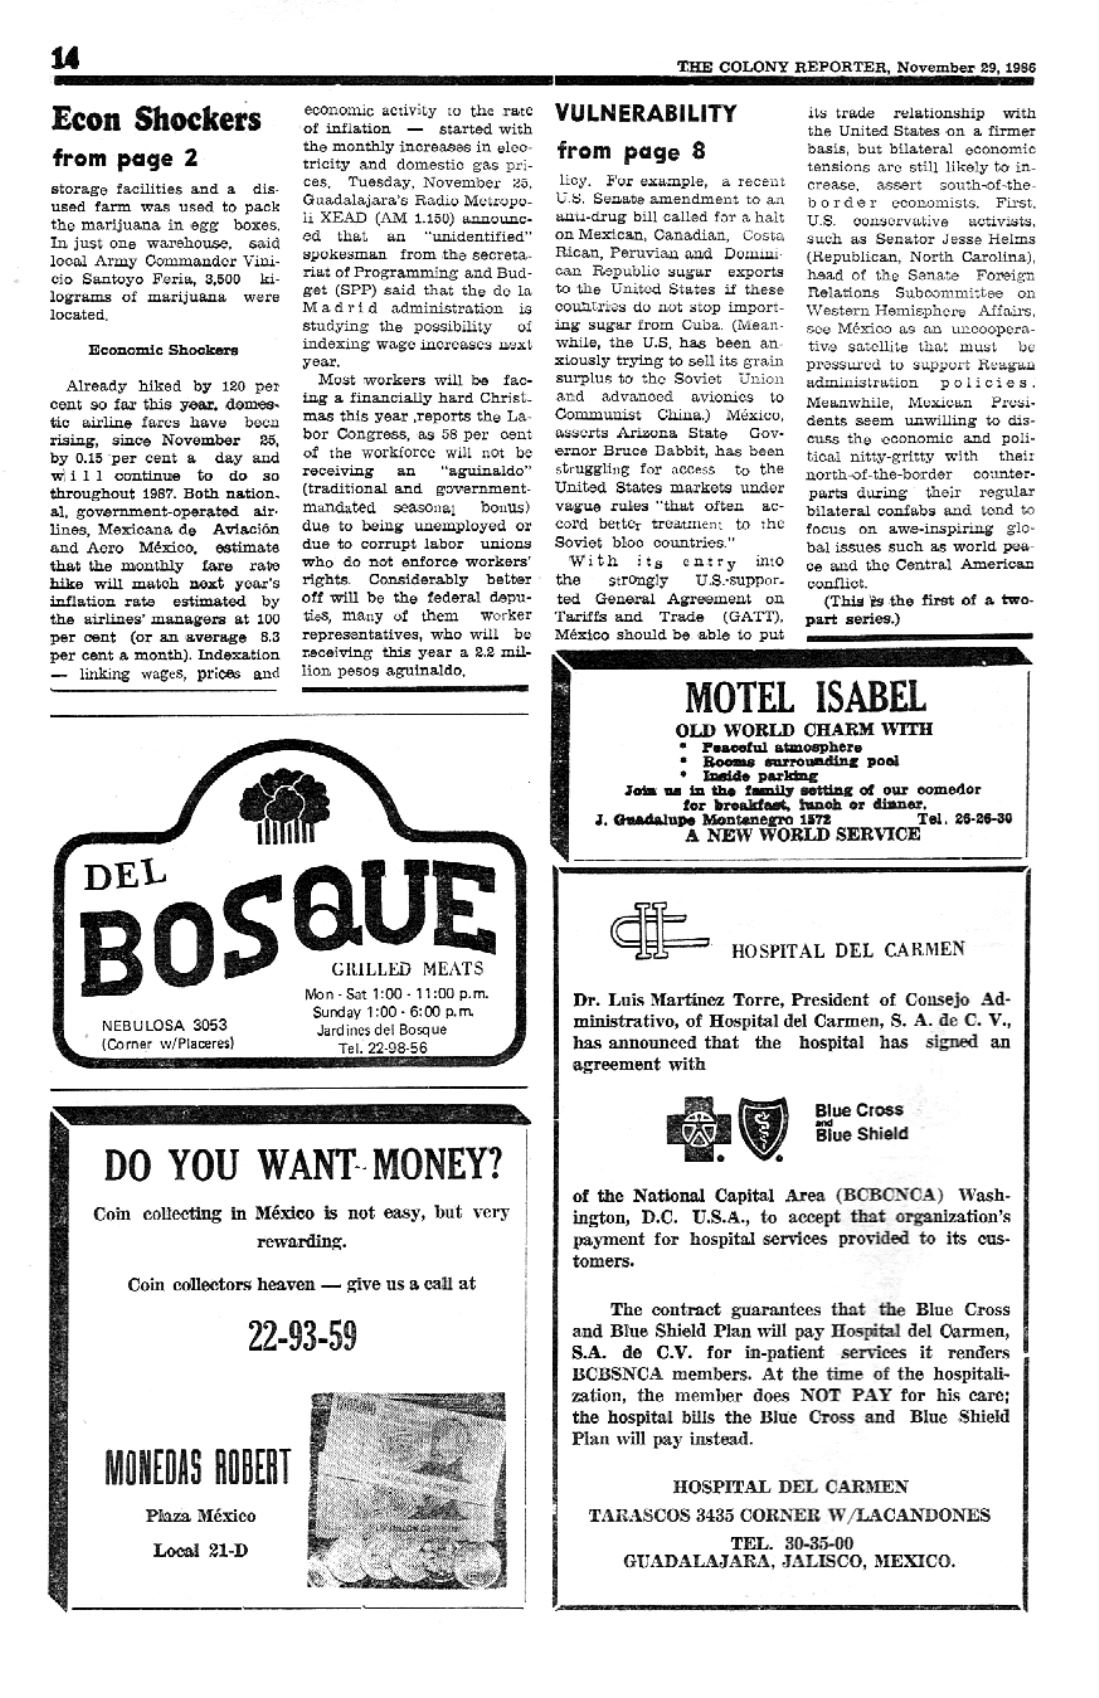 14
THE COLONY REPORTER, November 29, 1986
Econ Shockers
from page 2
storage facilities and a dis-
used farm was used to pack
the marijuana in egg boxes.
In just one warehouse, said
local Army Commander Vini-
cio Santoyo Feria, 3,500 ki-
lograms of marijuana were
located.
Economic Shockers
Already hiked by 120 per
cent so far this year, domes-
tic airline fares have been
rising, since November 25,
by 0.15 per cent a day and
will continue to do so
throughout 1987. Both nation-
al, government-operated air-
lines, Mexicana de Aviación
and Aero México, estimate
that the monthly fare rate
hike will match next year's
inflation rate estimated by
the airlines' managers at 100
per cent (or an average 8.3
per cent a month). Indexation
— linking wages, prices and
economic activity to the rate
of inflation — started with
the monthly increases in elec-
tricity and domestic gas pri-
ces. Tuesday, November 25,
Guadalajara's Radio Metropo-
li XEAD (AM 1.150) announc-
ed that an "unidentified"
spokesman from the secreta-
riat of Programming and Bud-
get (SPP) said that the de la
Madrid administration is
studying the possibility of
indexing wage increases next
year.
Most workers will be fac-
ing a financially hard Christ-
mas this year ,reports the La-
bor Congress, as 58 per cent
of the workforce will not be
receiving an "aguinaldo"
(traditional and government-
mandated seasonal bonus)
due to being unemployed or
due to corrupt labor unions
who do not enforce workers'
rights. Considerably better
off will be the federal depu-
ties, many of them worker
representatives, who will be
receiving this year a 2.2 mil-
lion pesos aguinaldo.
VULNERABILITY
from page 8
licy. For example, a recent
U.S. Senate amendment to an
anti-drug bill called for a halt
on Mexican, Canadian, Costa
Rican, Peruvian and Domini-
can Republic sugar exports
to the United States if these
countries do not stop import-
ing sugar from Cuba. (Mean-
while, the U.S. has been an-
xiously trying to sell its grain
surplus to the Soviet Union
and advanced avionics to
Communist China.) México,
asserts Arizona State Gov-
ernor Bruce Babbit, has been
struggling for access to the
United States markets under
vague rules "that often ac-
cord better treatment to the
Soviet bloc countries."
With its entry into
the strongly U.S.-suppor-
ted General Agreement on
Tariffs and Trade (GATT),
México should be able to put
its trade relationship with
the United States on a firmer
basis, but bilateral economic
tensions are still likely to in-
crease, assert south-of-the-
border economists. First,
U.S. conservative activists,
such as Senator Jesse Helms
(Republican, North Carolina),
head of the Senate Foreign
Relations Subcommittee on
Western Hemisphere Affairs,
see México as an uncoopera-
tive satellite that must be
pressured to support Reagan
administration policies.
Meanwhile, Mexican Presi-
dents seem unwilling to dis-
cuss the economic and poli-
tical nitty-gritty with their
north-of-the-border counter-
parts during their regular
bilateral confabs and tend to
focus on awe-inspiring glo-
bal issues such as world pea-
ce and the Central American
conflict.
(This is the first of a two-
part series.)
DEL
BOSQUE
GRILLED MEATS
Mon - Sat 1:00 - 11:00 p.m.
Sunday 1:00 - 6:00 p.m.
Jardines del Bosque
Tel. 22-98-56
NEBULOSA 3053
(Corner w/Placeres)
DO YOU WANT MONEY?
Coin collecting in México is not easy, but very
rewarding.
Coin collectors heaven — give us a call at
22-93-59
MONEDAS ROBERT
Plaza México
Local 21-D
MOTEL ISABEL
OLD WORLD CHARM WITH
* Peaceful atmosphere
* Rooms surrounding pool
* Inside parking
Join us in the family setting of our comedor
for breakfast, lunch or dinner.
J. Guadalupe Montenegro 1572 Tel. 26-26-30
A NEW WORLD SERVICE
HOSPITAL DEL CARMEN
Dr. Luis Martínez Torre, President of Consejo Ad-
ministrativo, of Hospital del Carmen, S. A. de C. V.,
has announced that the hospital has signed an
agreement with
Blue Cross
and
Blue Shield
of the National Capital Area (BCBCNCA) Wash-
ington, D.C. U.S.A., to accept that organization's
payment for hospital services provided to its cus-
tomers.
The contract guarantees that the Blue Cross
and Blue Shield Plan will pay Hospital del Carmen,
S.A. de C.V. for in-patient services it renders
BCBSNCA members. At the time of the hospitali-
zation, the member does NOT PAY for his care;
the hospital bills the Blue Cross and Blue Shield
Plan will pay instead.
HOSPITAL DEL CARMEN
TARASCOS 3435 CORNER W/LACANDONES
TEL. 30-35-00
GUADALAJARA, JALISCO, MEXICO.